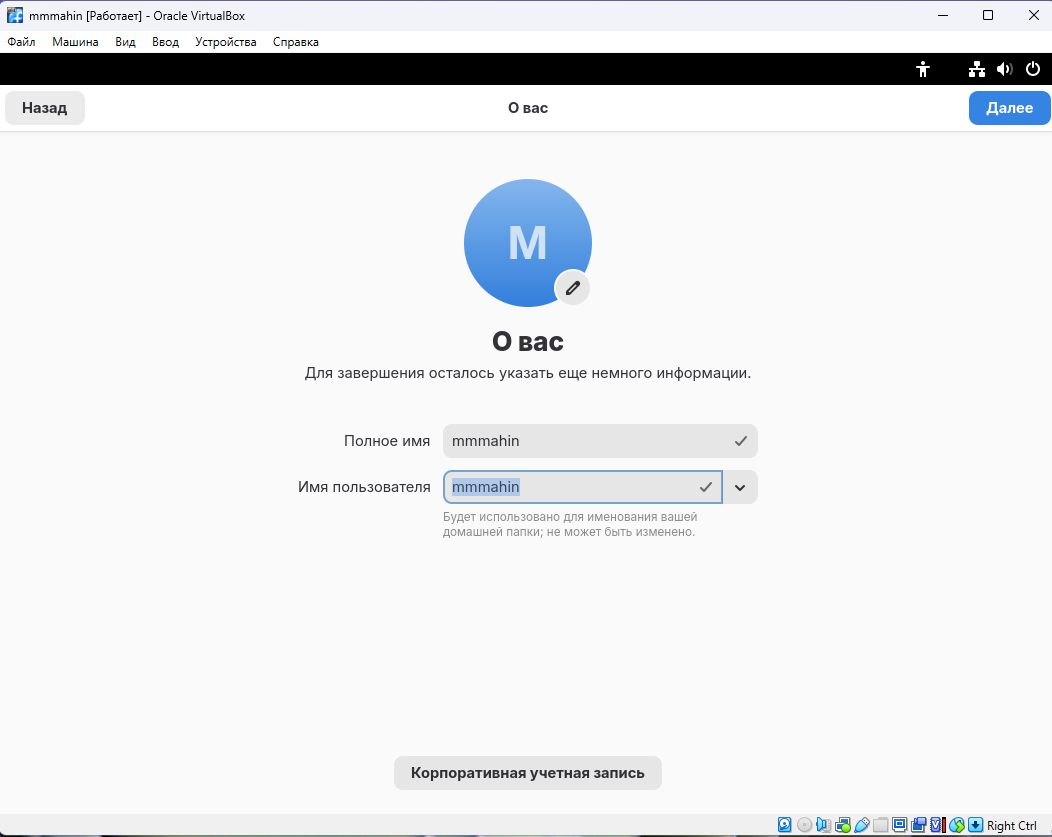 mmmahin [Работает] - Oracle VirtualBox
Файл Машина Вид Ввод Устройства Справка
Назад О вас Далее
M
О вас
Для завершения осталось указать еще немного информации.
Полное имя mmmahin
Имя пользователя mmmahin
Будет использовано для именования вашей
домашней папки; не может быть изменено.
Корпоративная учетная запись
Right Ctrl